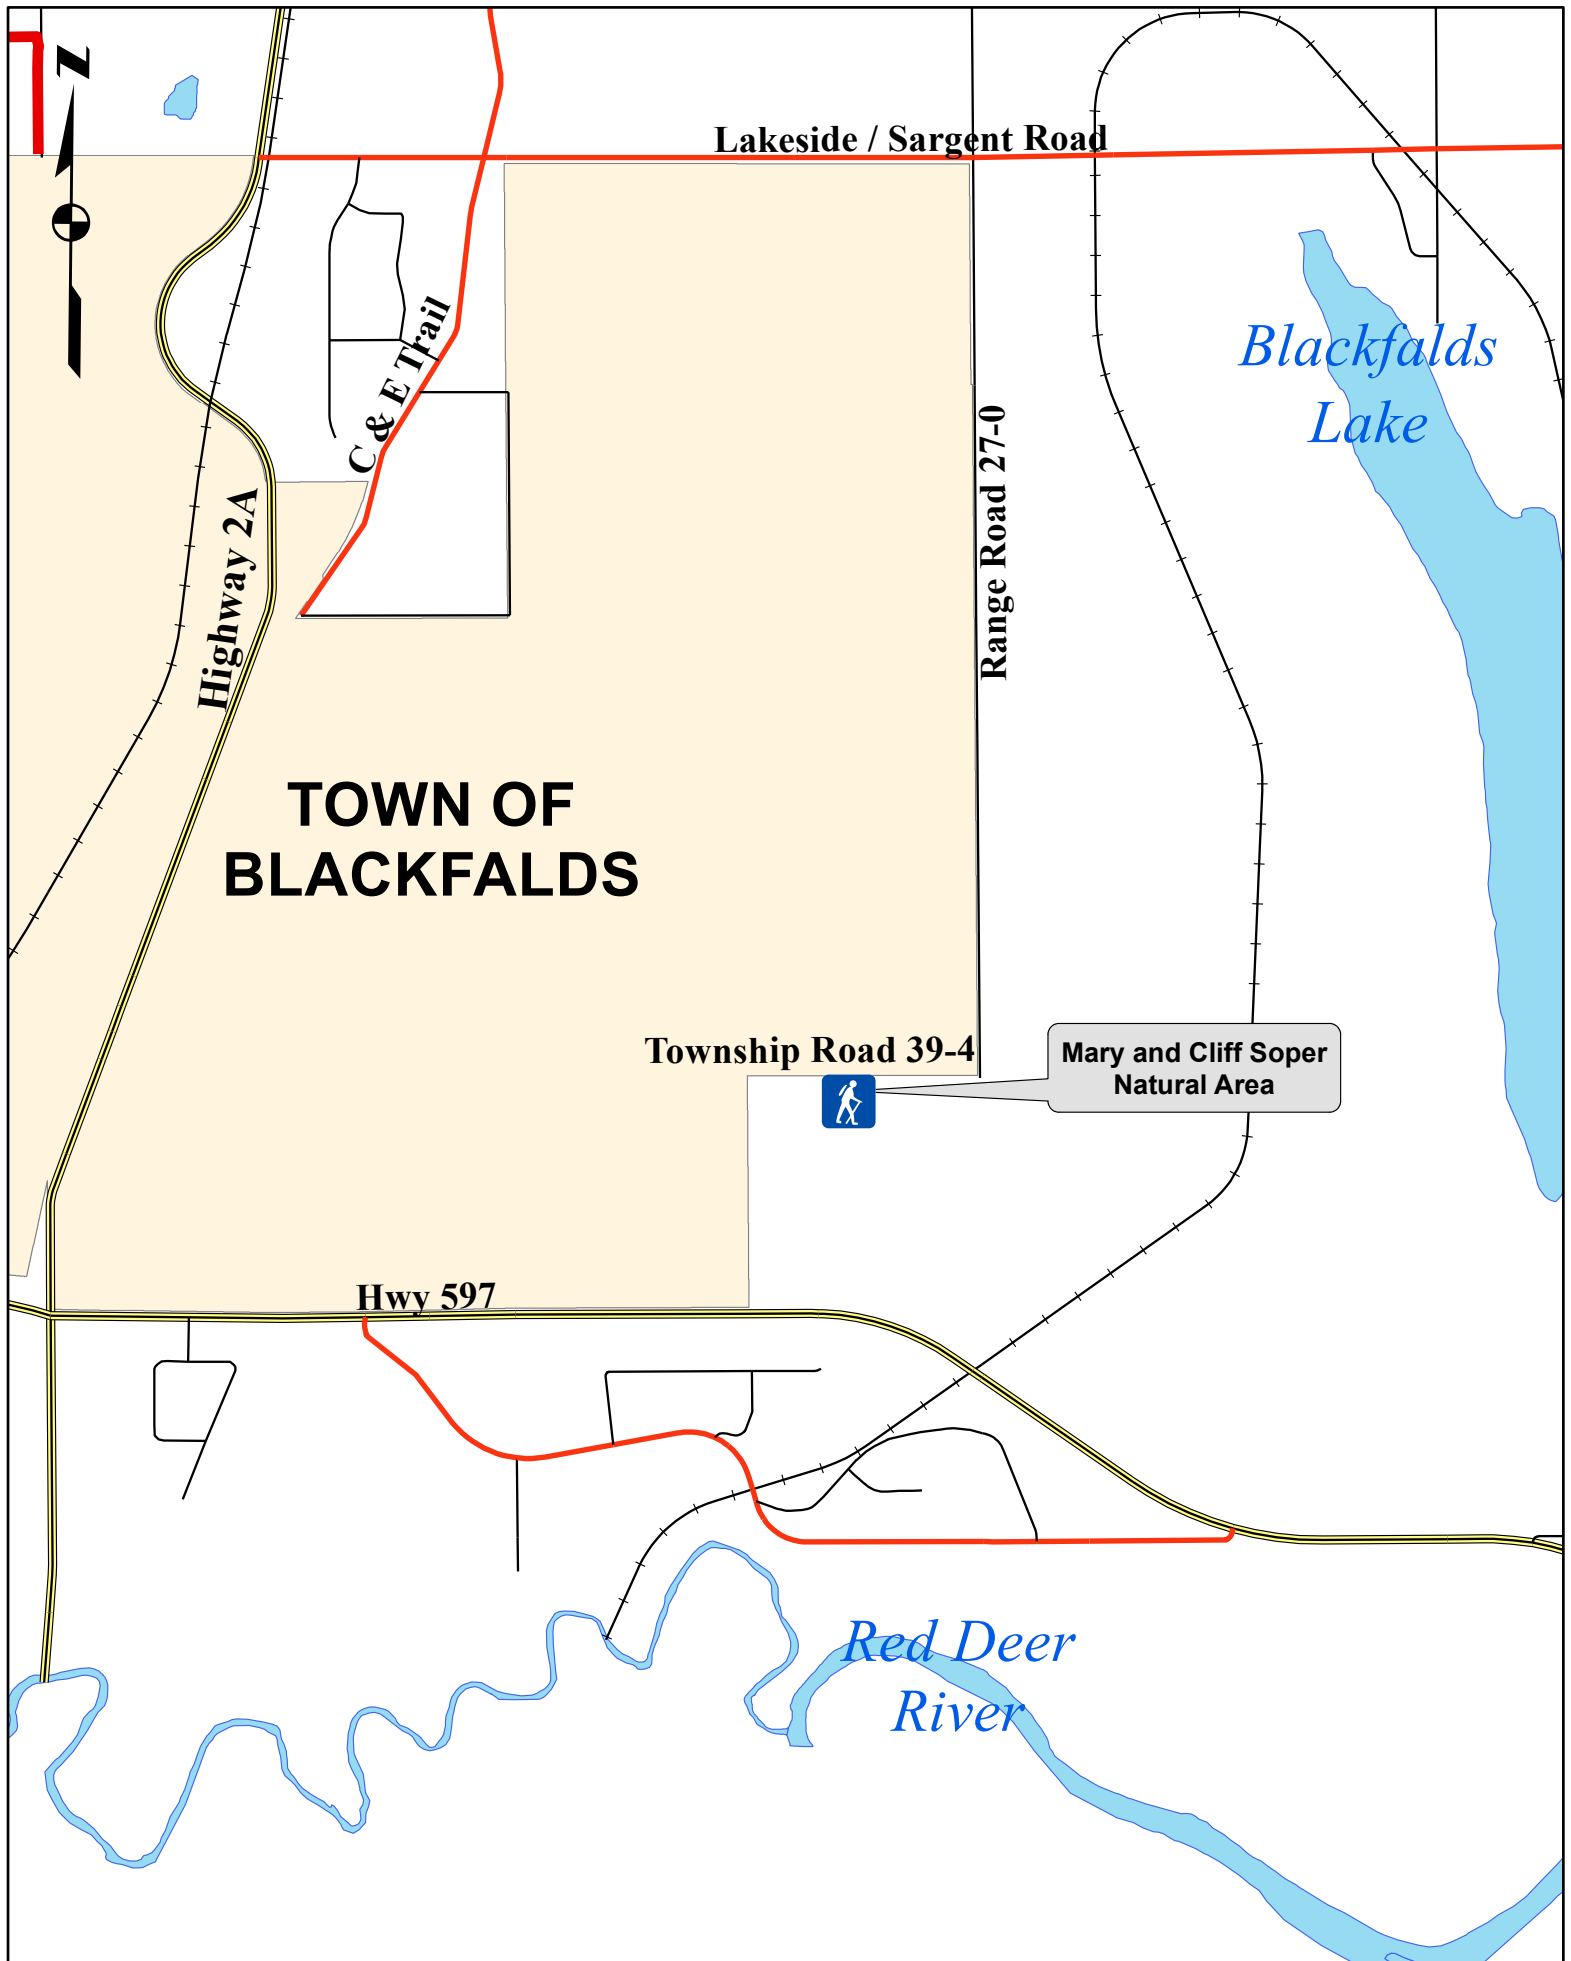 N
Lakeside / Sargent Road
C & E Trail
Blackfalds
Lake
Range Road 27-0
Highway 2A
TOWN OF
BLACKFALDS
Township Road 39-4
Mary and Cliff Soper
Natural Area
Hwy 597
Red Deer
River